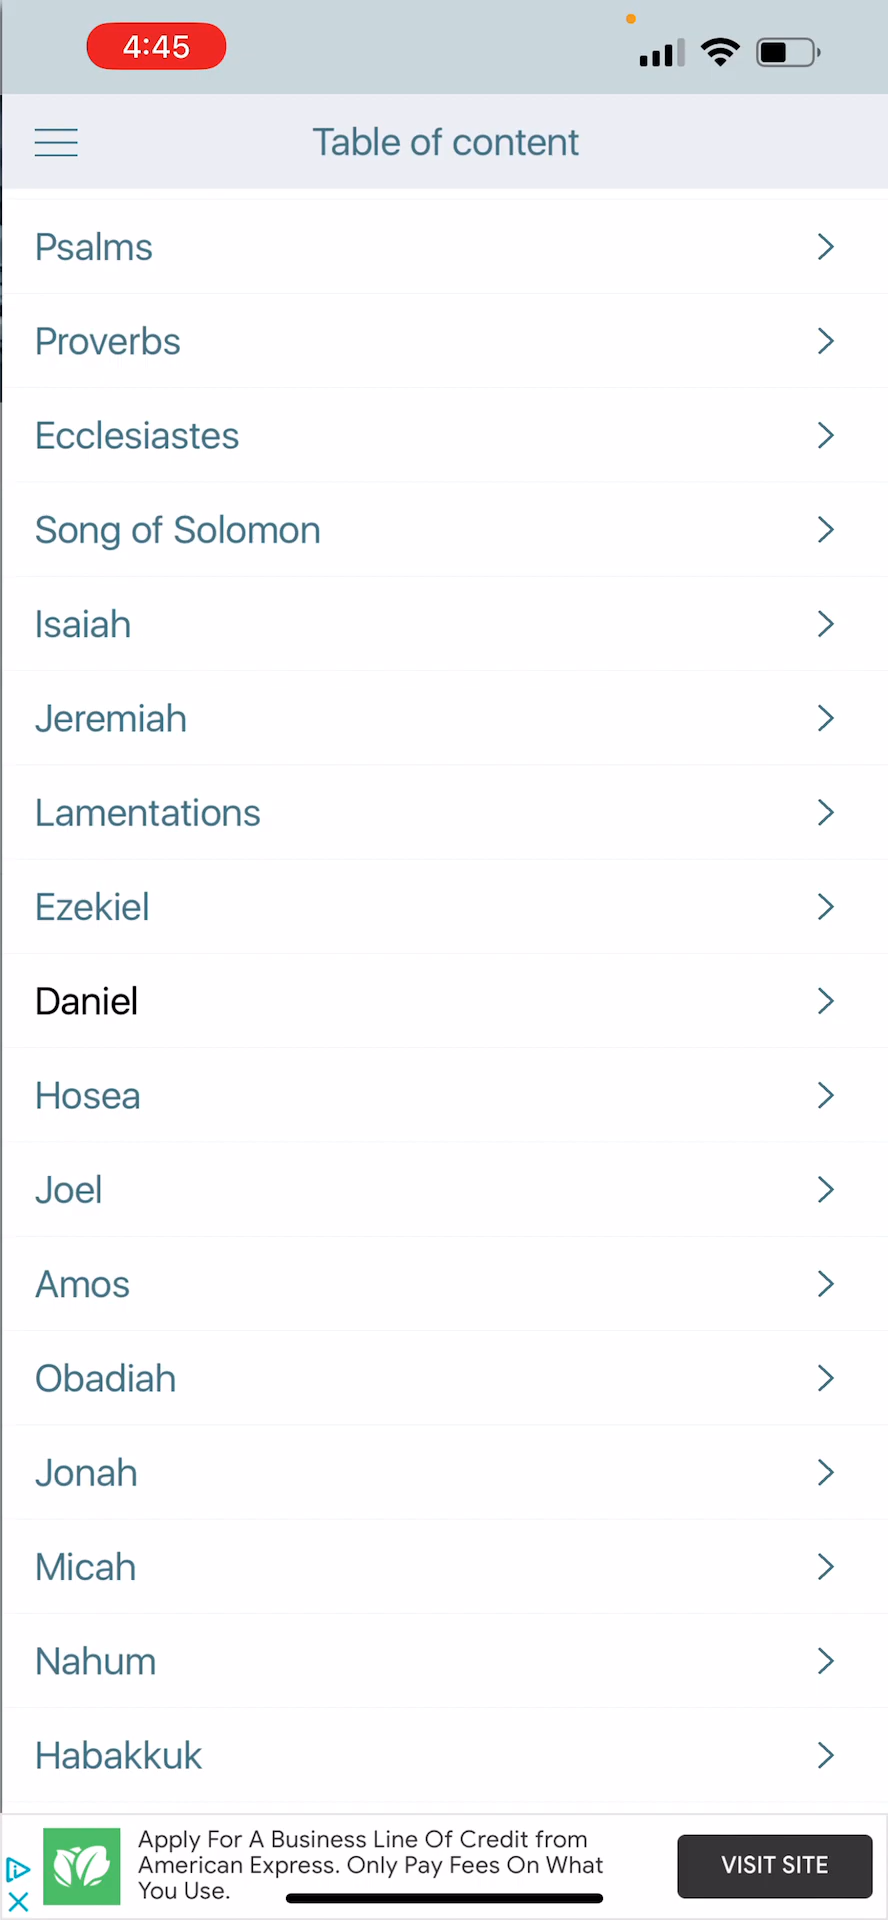 4:45
Table of content
Psalms
Proverbs
Ecclesiastes
Song of Solomon
Isaiah
Jeremiah
Lamentations
Ezekiel
Daniel
Hosea
Joel
Amos
Obadiah
Jonah
Micah
Nahum
Habakkuk
Apply For A Business Line Of Credit from
American Express. Only Pay Fees On What
You Use.
VISIT SITE